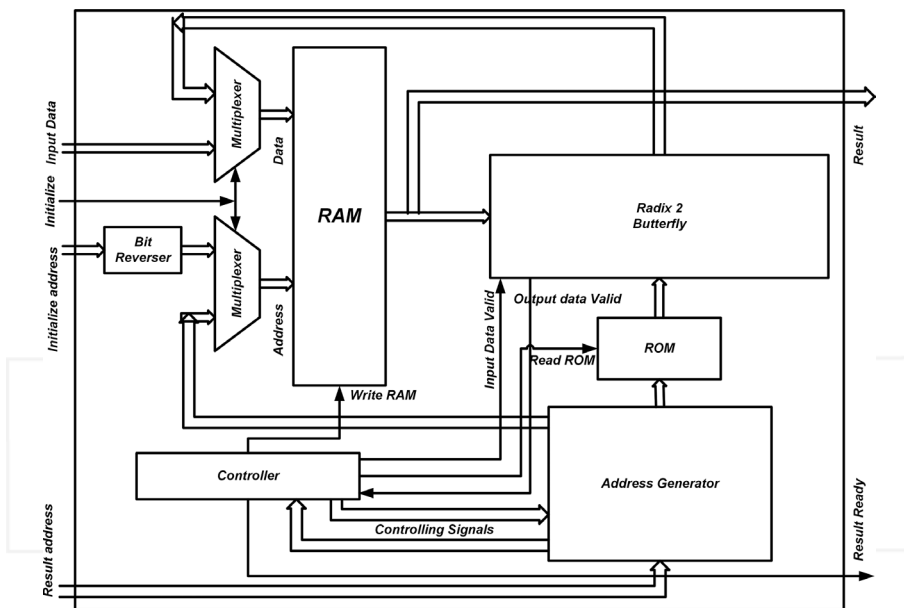 Input Data
Initialize
Initialize address
Result address
Multiplexer
Data
Multiplexer
Address
Bit
Reverser
RAM
Radix 2
Butterfly
Result
Input Data Valid
Output data Valid
Read ROM
ROM
Write RAM
Controller
Controlling Signals
Address Generator
Result Ready